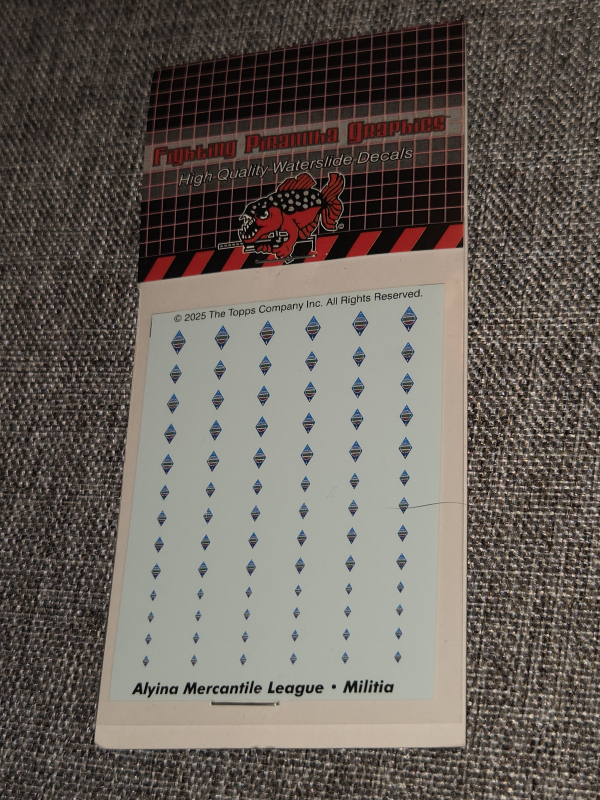 Fighting Piranha Graphics
High-Quality-Waterslide-Decals
© 2025 The Topps Company Inc. All Rights Reserved.
Alyina Mercantile League • Militia